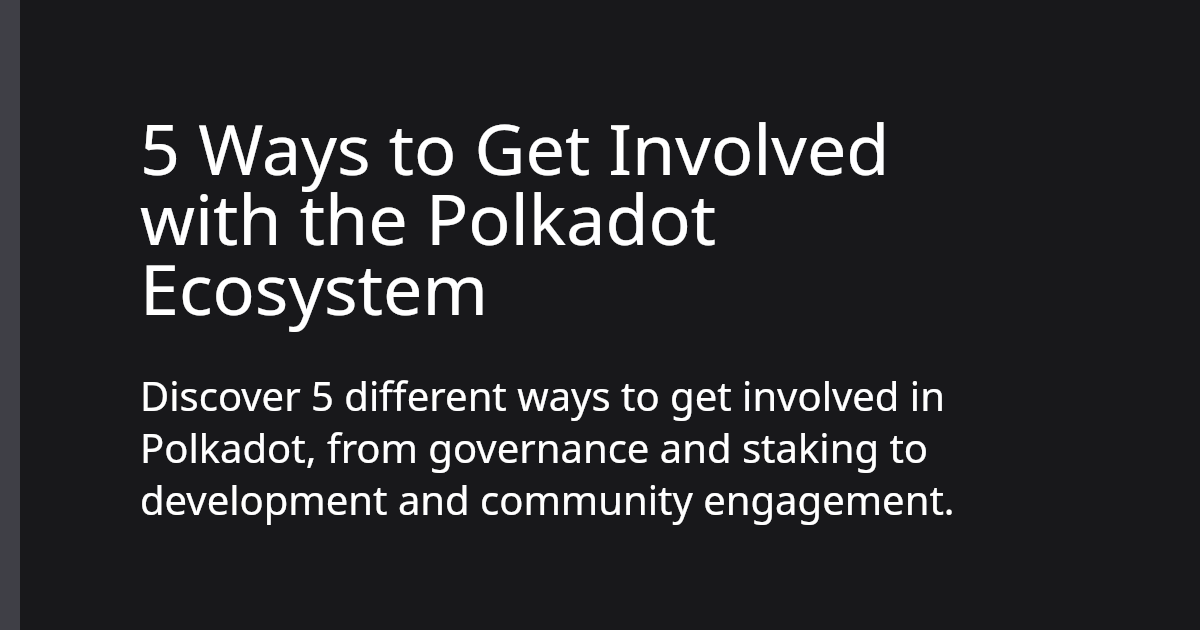 5 Ways to Get Involved
with the Polkadot
Ecosystem
Discover 5 different ways to get involved in
Polkadot, from governance and staking to
development and community engagement.